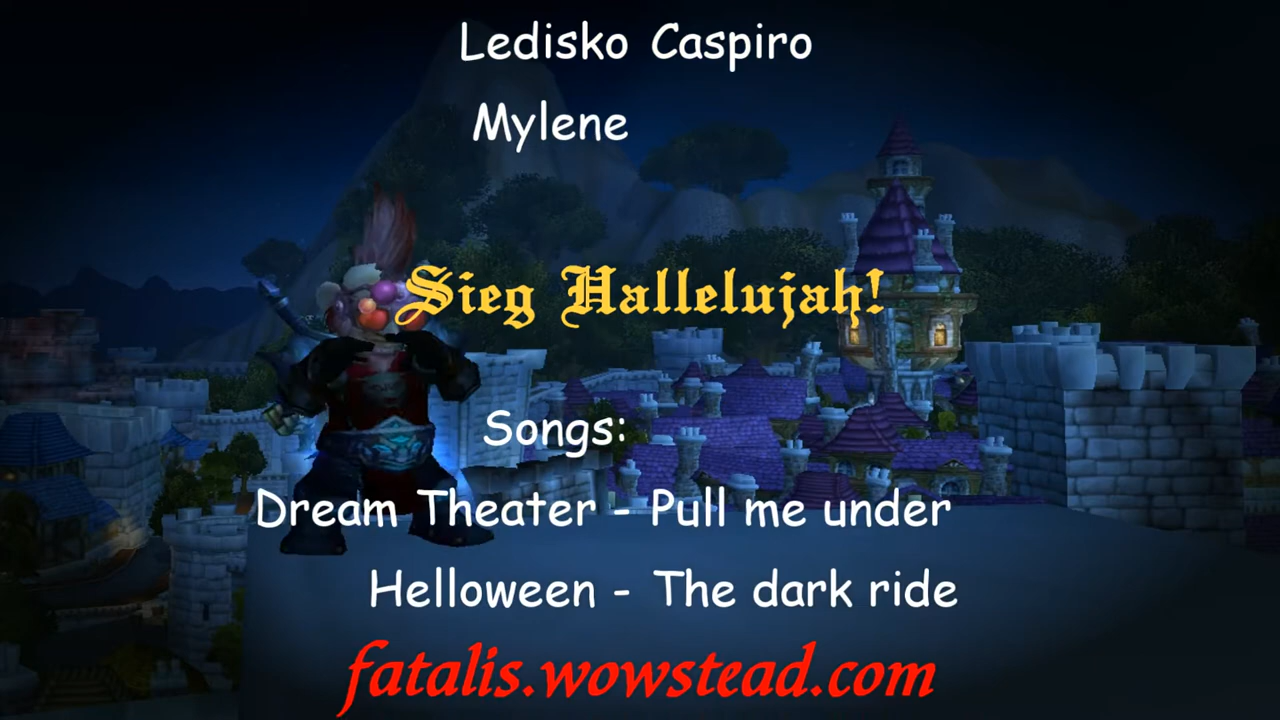 Ledisko Caspiro
Mylene
Sieg Hallelujah!
Songs:
Dream Theater - Pull me under
Helloween - The dark ride
fatalis.wowstead.com